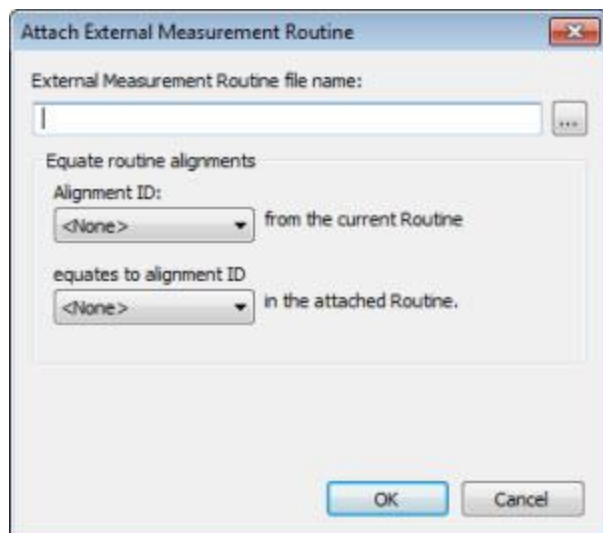 Attach External Measurement Routine
External Measurement Routine file name:
...
Equate routine alignments
Alignment ID:
<None> from the current Routine
equates to alignment ID
<None> in the attached Routine.
OK Cancel